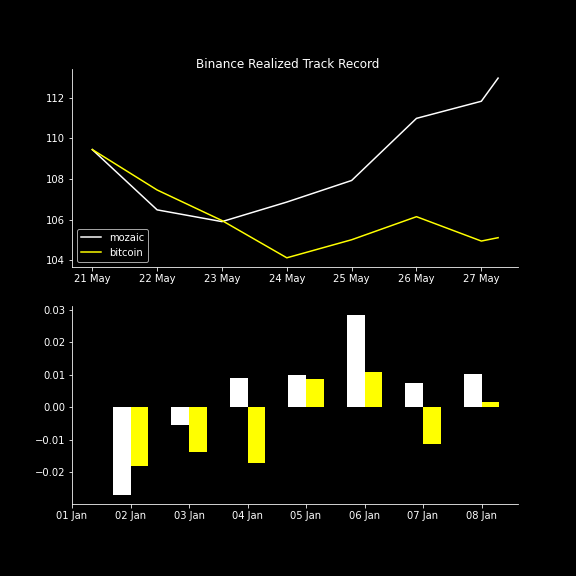 Binance Realized Track Record
112
110
108
106
104
mozaic
bitcoin
21 May 22 May 23 May 24 May 25 May 26 May 27 May
0.03
0.02
0.01
0.00
−0.01
−0.02
01 Jan 02 Jan 03 Jan 04 Jan 05 Jan 06 Jan 07 Jan 08 Jan